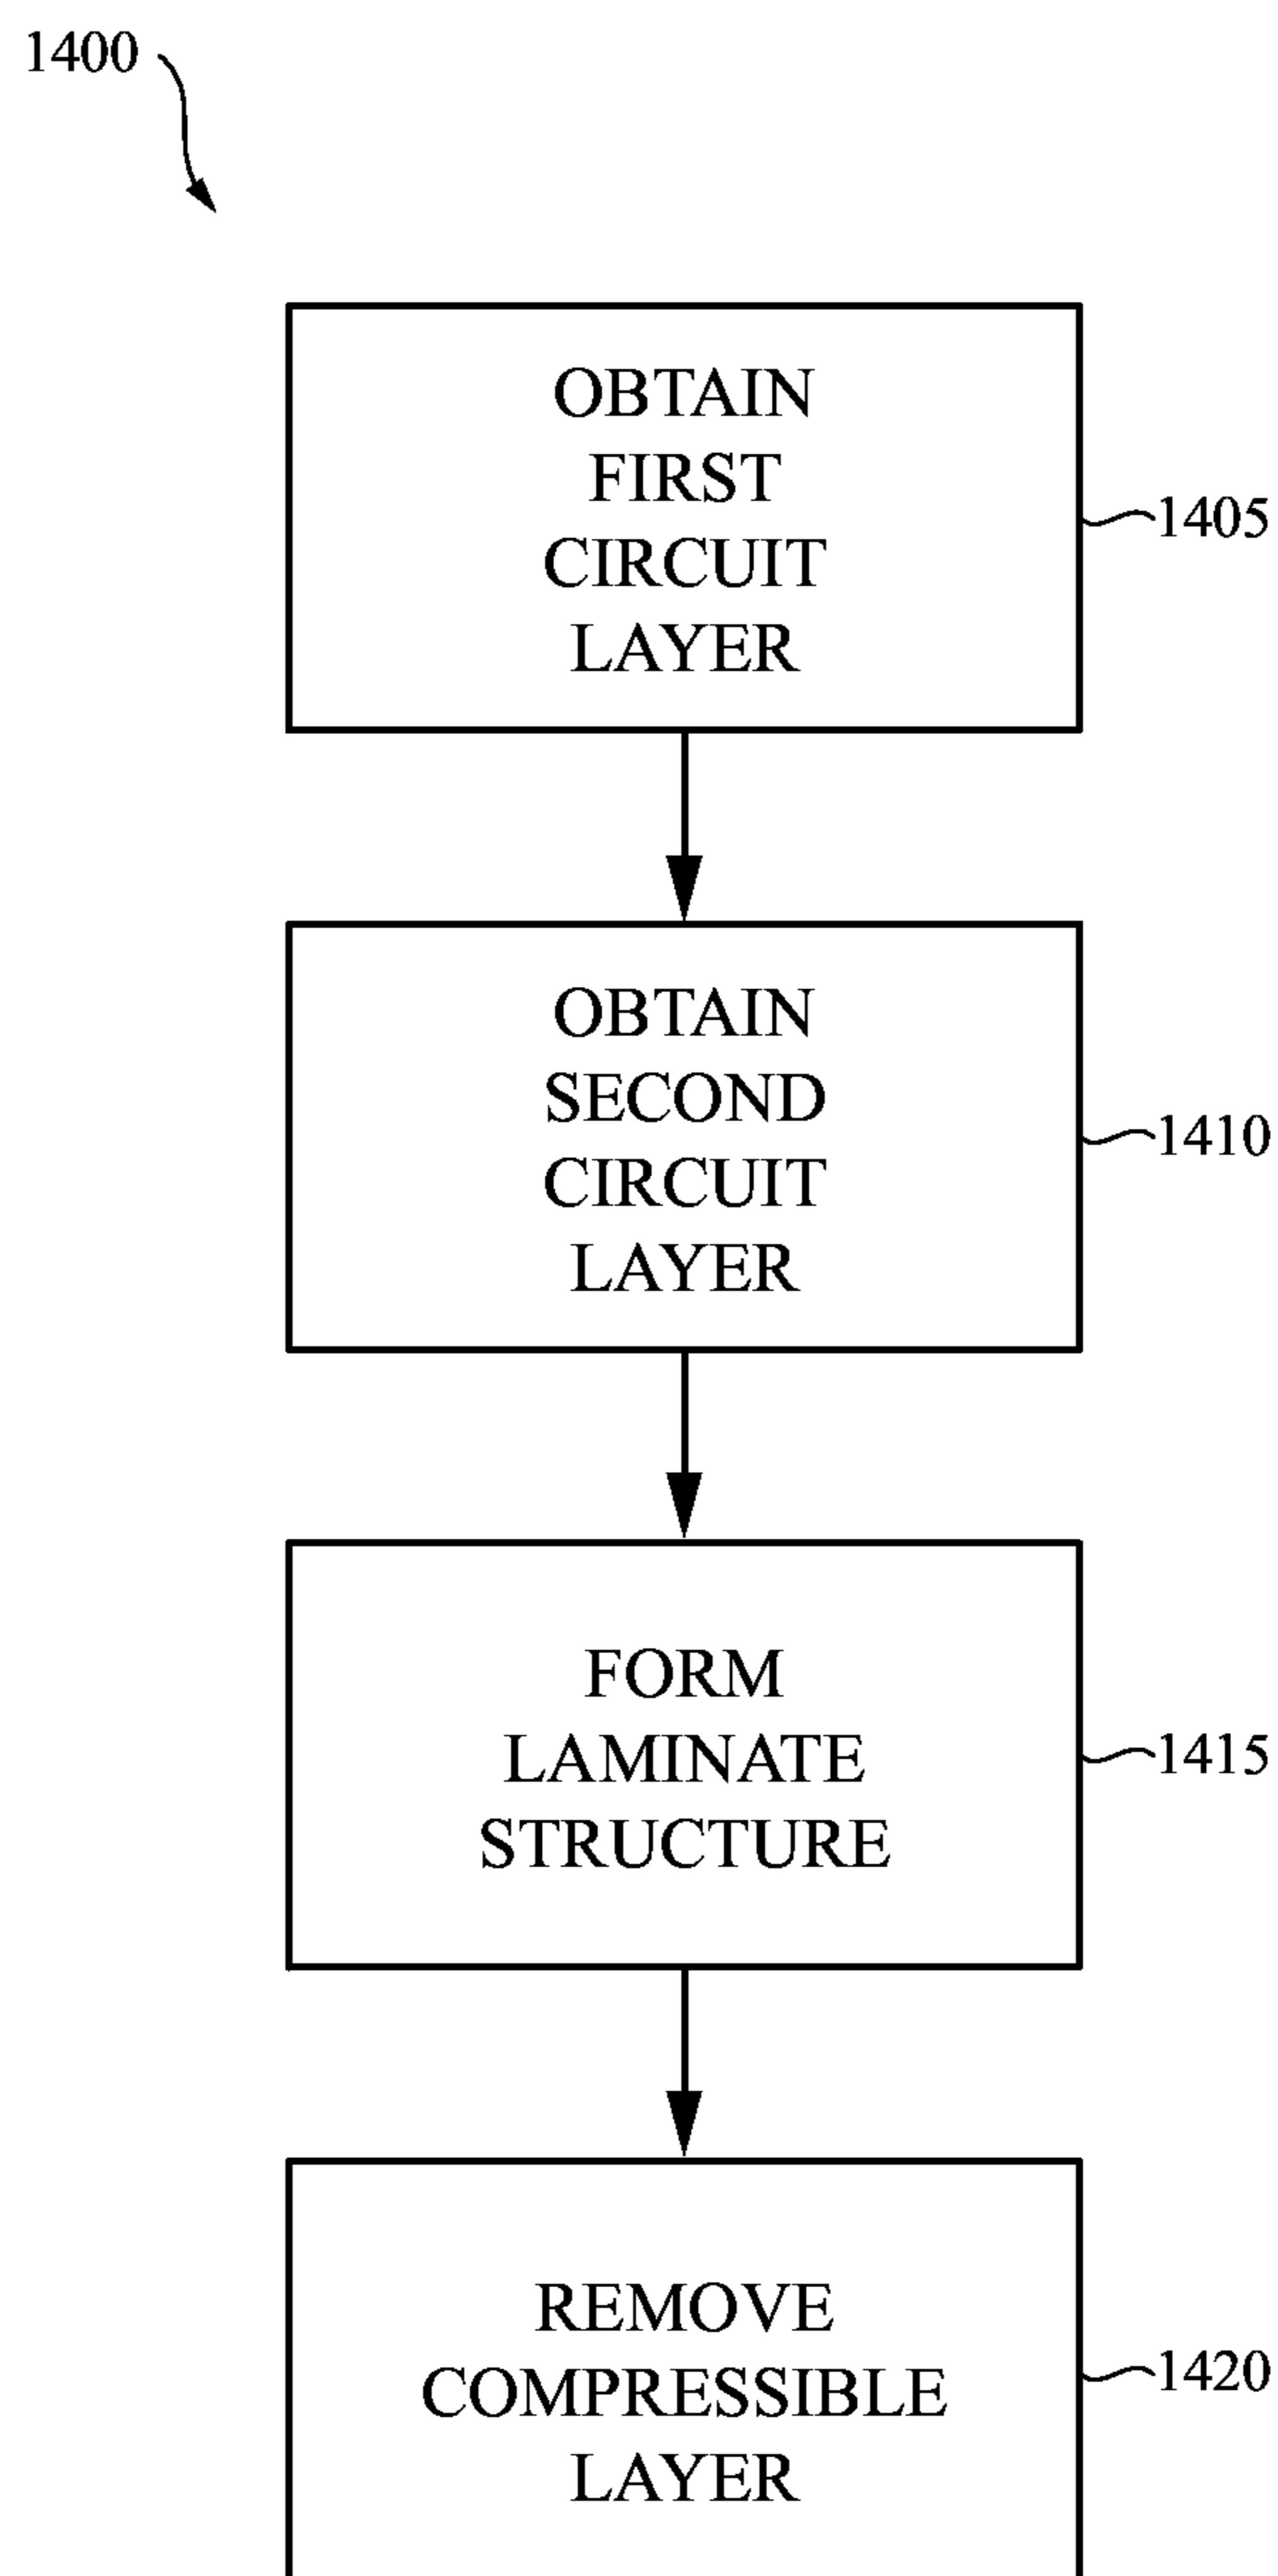 1400
OBTAIN
FIRST
CIRCUIT
LAYER
1405
OBTAIN
SECOND
CIRCUIT
LAYER
1410
FORM
LAMINATE
STRUCTURE
1415
REMOVE
COMPRESSIBLE
LAYER
1420